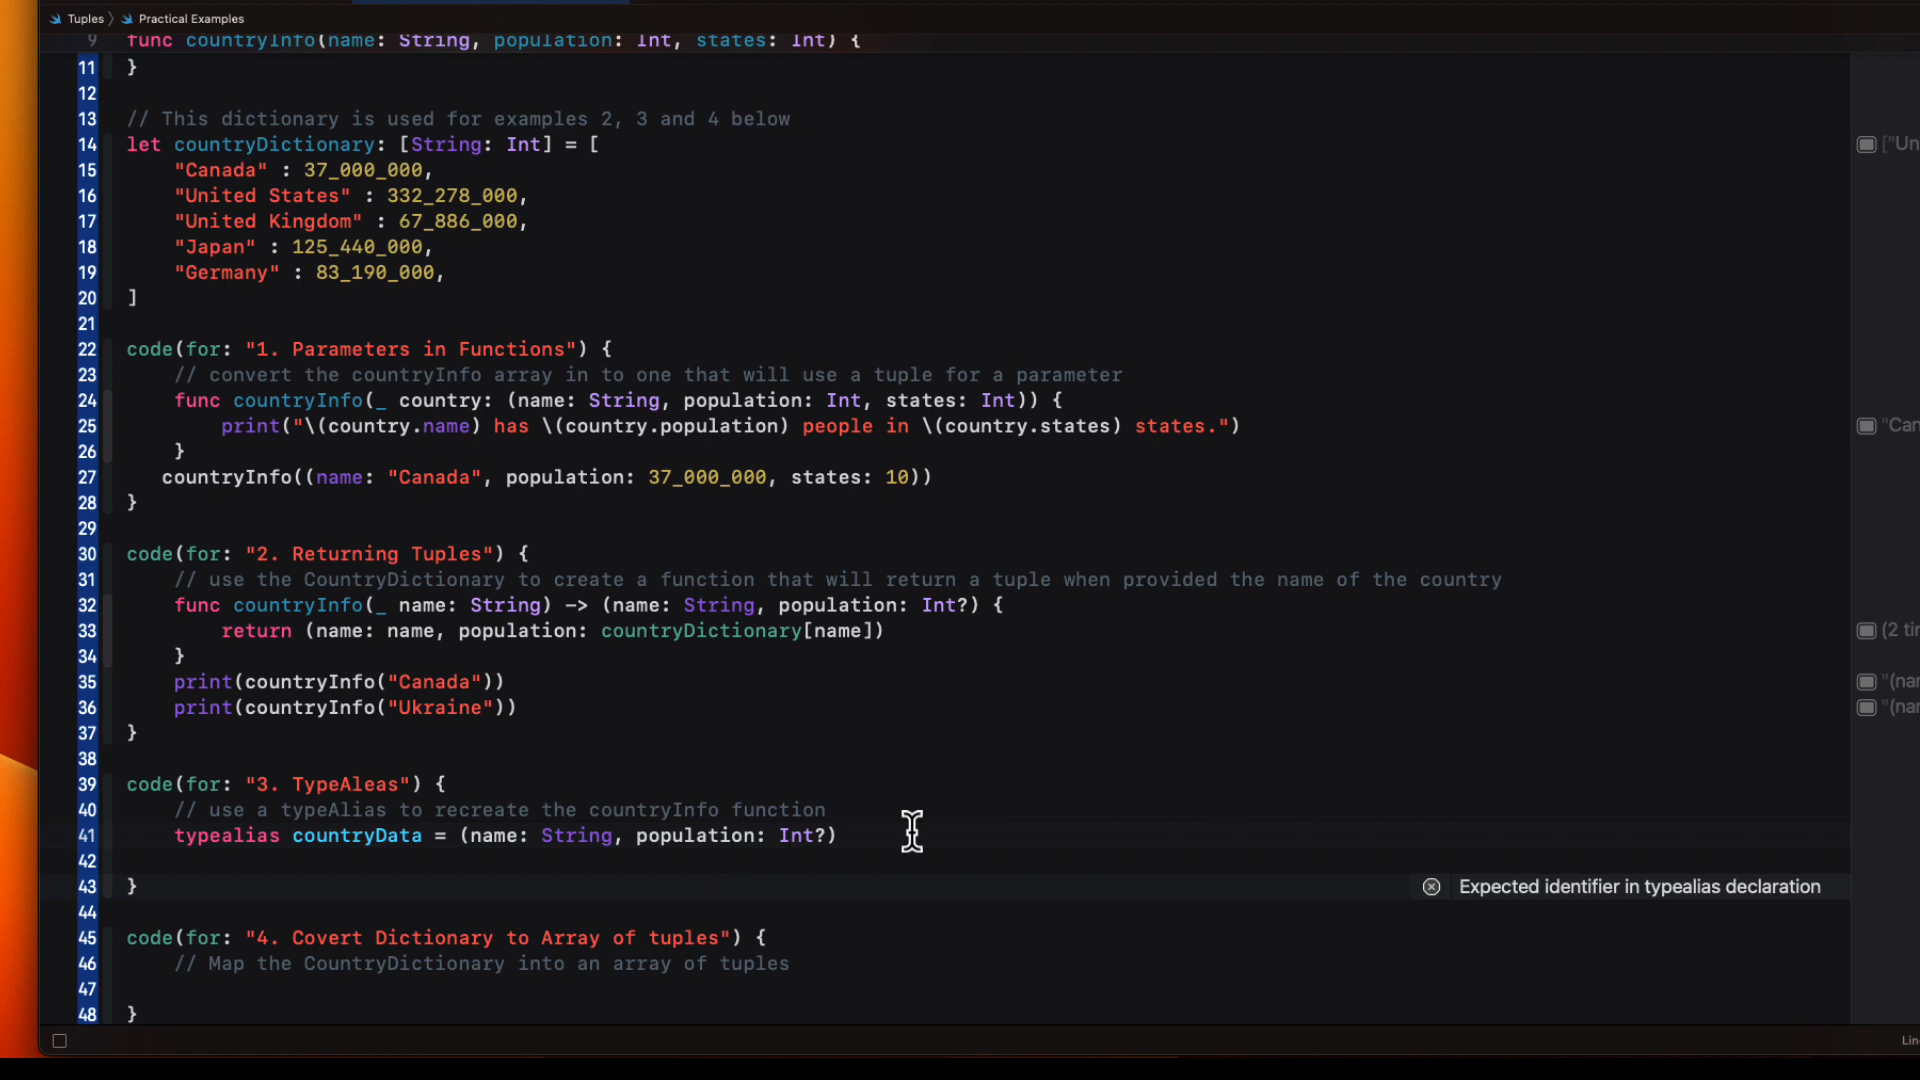 Tuples Practical Examples
9 func countryInfo(name: String, population: Int, states: Int) {
11 }
12
13 // This dictionary is used for examples 2, 3 and 4 below
14 let countryDictionary: [String: Int] = [
15 "Canada" : 37_000_000,
16 "United States" : 332_278_000,
17 "United Kingdom" : 67_886_000,
18 "Japan" : 125_440_000,
19 "Germany" : 83_190_000,
20 ]
21
22 code(for: "1. Parameters in Functions") {
23 // convert the countryInfo array in to one that will use a tuple for a parameter
24 func countryInfo(_ country: (name: String, population: Int, states: Int)) {
25 print("\(country.name) has \(country.population) people in \(country.states) states.")
26 }
27 countryInfo((name: "Canada", population: 37_000_000, states: 10))
28 }
29
30 code(for: "2. Returning Tuples") {
31 // use the CountryDictionary to create a function that will return a tuple when provided the name of the country
32 func countryInfo(_ name: String) -> (name: String, population: Int?) {
33 return (name: name, population: countryDictionary[name])
34 }
35 print(countryInfo("Canada"))
36 print(countryInfo("Ukraine"))
37 }
38
39 code(for: "3. TypeAleas") {
40 // use a typeAlias to recreate the countryInfo function
41 typealias countryData = (name: String, population: Int?)
42
43 } Expected identifier in typealias declaration
44
45 code(for: "4. Covert Dictionary to Array of tuples") {
46 // Map the CountryDictionary into an array of tuples
47
48 }
["Un
"Can
(2 tin
"(nar
"(nar
Line